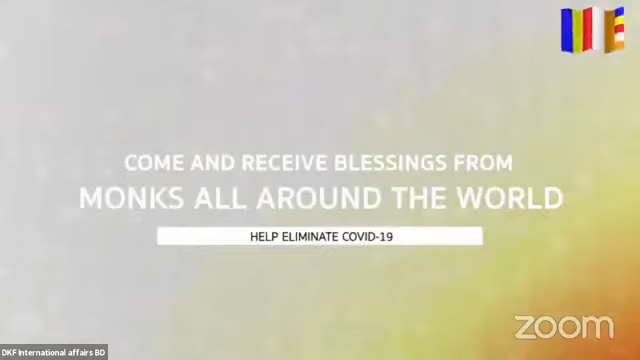 COME AND RECEIVE BLESSINGS FROM
MONKS ALL AROUND THE WORLD
HELP ELIMINATE COVID-19
zoom
DKF International affairs BD